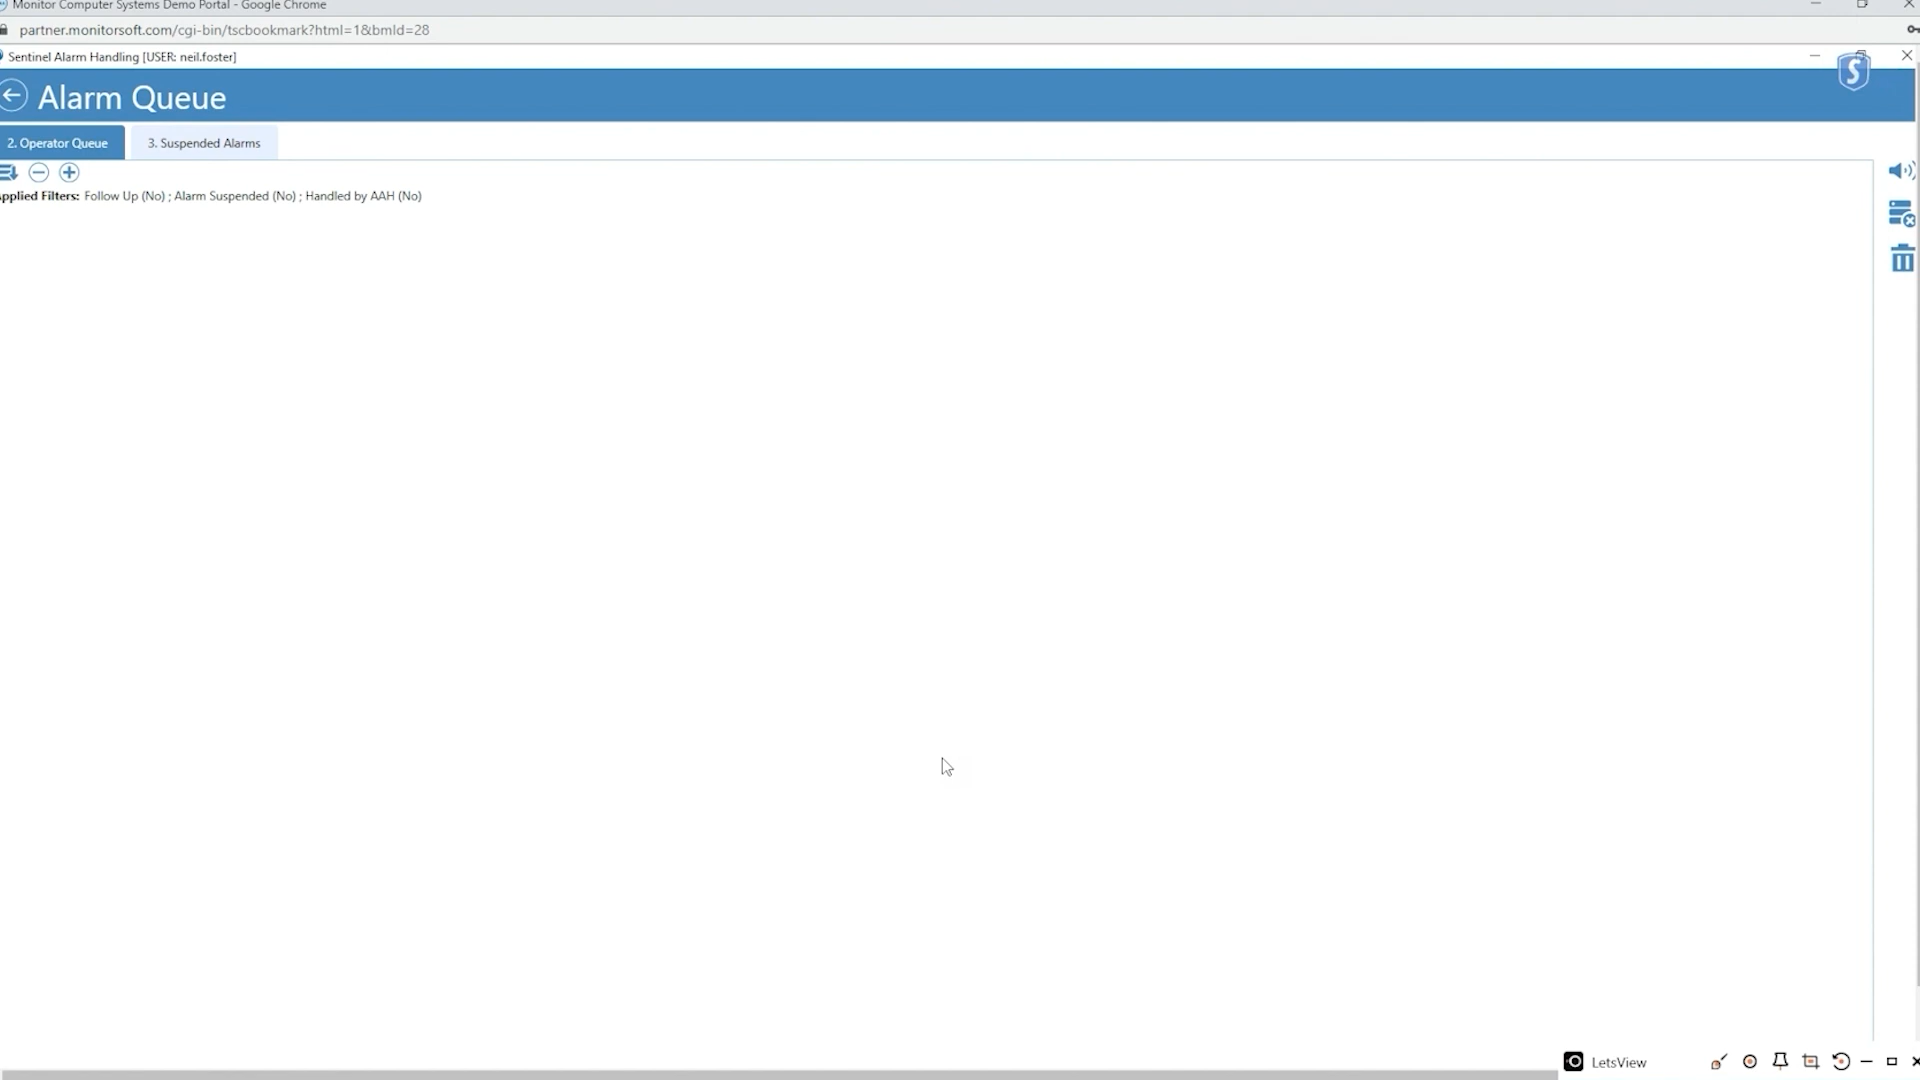 Monitor Computer Systems Demo Portal - Google Chrome
partner.monitorsoft.com/cgi-bin/tscbookmark?html=1&bmId=28
Sentinel Alarm Handling [USER: neil.foster]
S
Alarm Queue
2. Operator Queue 3. Suspended Alarms
pplied Filters: Follow Up (No) ; Alarm Suspended (No) ; Handled by AAH (No)
LetsView